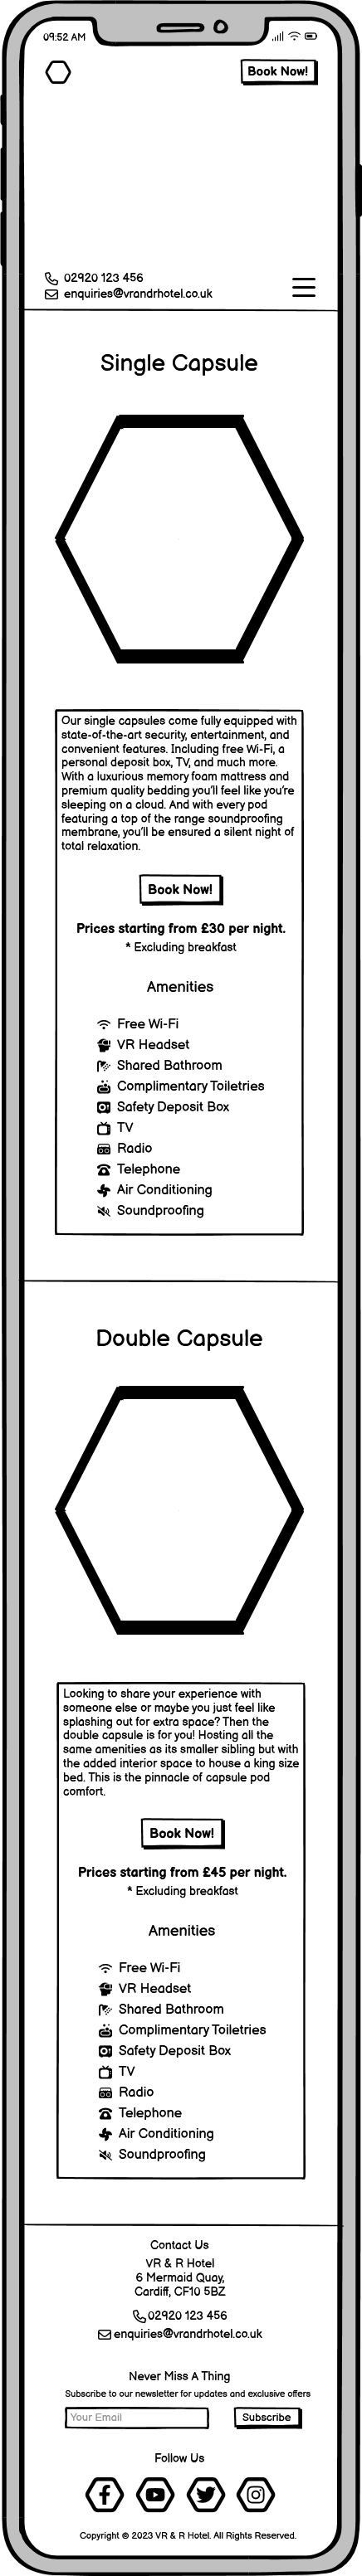 09:52 AM
Book Now!
02920 123 456
enquiries@vrandrhotel.co.uk
Single Capsule
Our single capsules come fully equipped with
state-of-the-art security, entertainment, and
convenient features. Including free Wi-Fi, a
personal deposit box, TV, and much more.
With a luxurious memory foam mattress and
premium quality bedding you'll feel like you're
sleeping on a cloud. And with every pod
featuring a top of the range soundproofing
membrane, you'll be ensured a silent night of
total relaxation.
Book Now!
Prices starting from £30 per night.
* Excluding breakfast
Amenities
Free Wi-Fi
VR Headset
Shared Bathroom
Complimentary Toiletries
Safety Deposit Box
TV
Radio
Telephone
Air Conditioning
Soundproofing
Double Capsule
Looking to share your experience with
someone else or maybe you just feel like
splashing out for extra space? Then the
double capsule is for you! Hosting all the
same amenities as its smaller sibling but with
the added interior space to house a king size
bed. This is the pinnacle of capsule pod
comfort.
Book Now!
Prices starting from £45 per night.
* Excluding breakfast
Amenities
Free Wi-Fi
VR Headset
Shared Bathroom
Complimentary Toiletries
Safety Deposit Box
TV
Radio
Telephone
Air Conditioning
Soundproofing
Contact Us
VR & R Hotel
6 Mermaid Quay,
Cardiff, CF10 5BZ
02920 123 456
enquiries@vrandrhotel.co.uk
Never Miss A Thing
Subscribe to our newsletter for updates and exclusive offers
Your Email
Subscribe
Follow Us
Copyright © 2023 VR & R Hotel. All Rights Reserved.